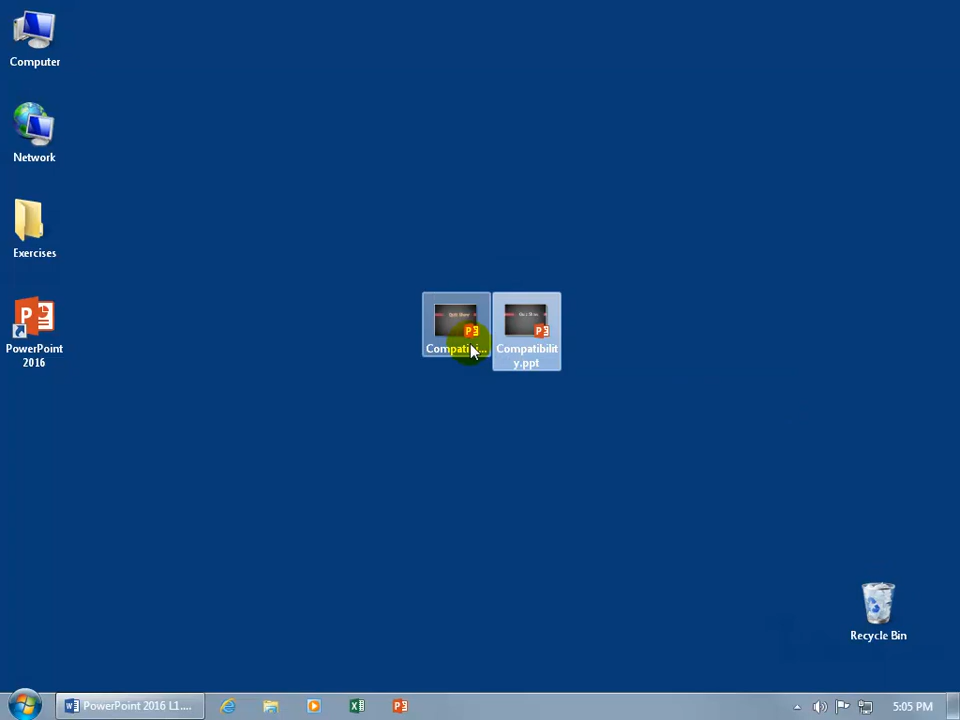 Computer
Network
Exercises
PowerPoint
2016
Compatibi...
Compatibilit
y.ppt
Recycle Bin
PowerPoint 2016 L1....
5:05 PM